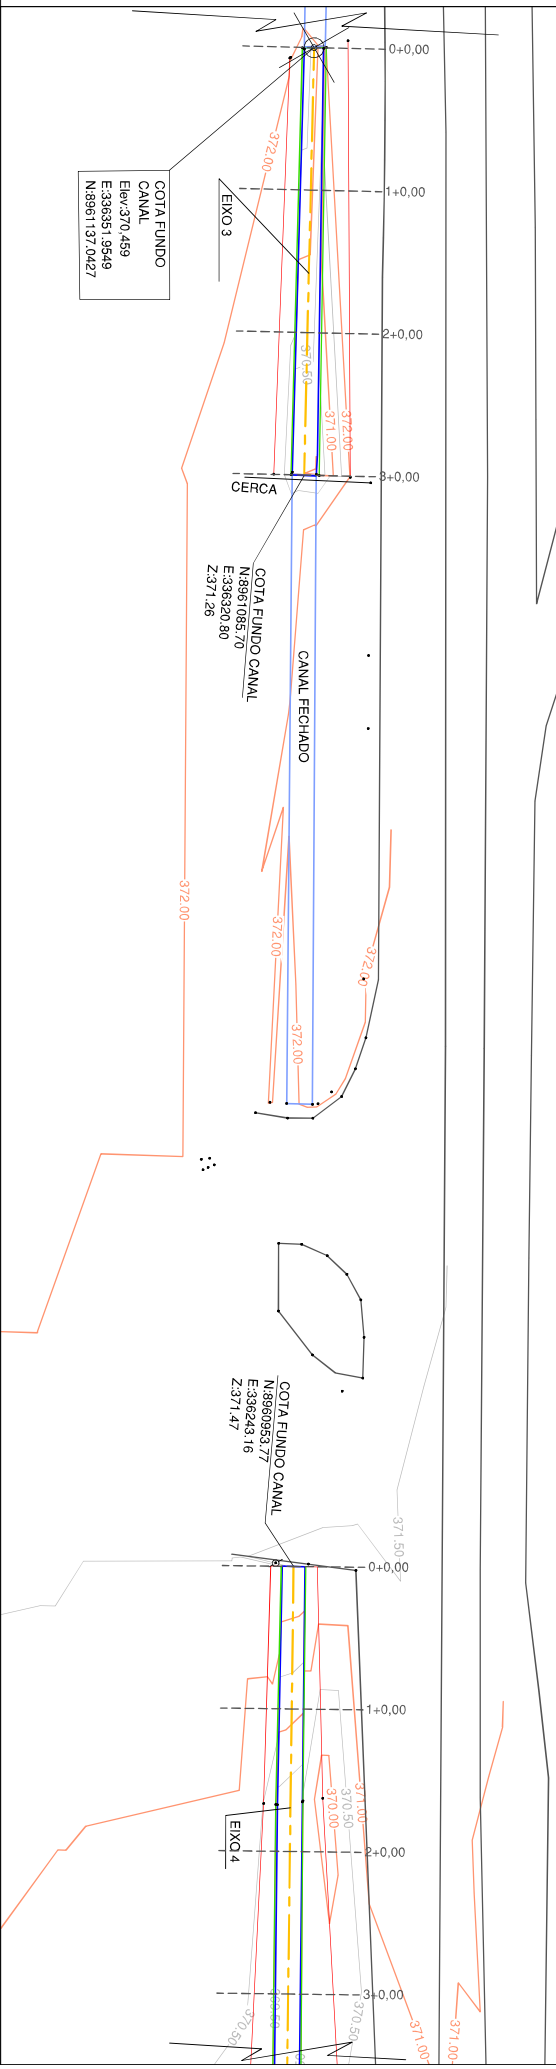 0+0,00
372.00
1+0,00
COTA FUNDO
CANAL
Elev:370,459
E:336351.9549
N:8961137.0427
EIXO 3
2+0,00
370.50
371.00
372.00
3+0,00
CERCA
COTA FUNDO CANAL
N:8961085.70
E:336320.80
Z:371.26
CANAL FECHADO
372.00
372.00
372.00
372.00
COTA FUNDO CANAL
N:8960953.77
E:336243.16
Z:371.47
371.50
0+0,00
1+0,00
370.00
370.50
371.00
EIXO 4
2+0,00
3+0,00
370.50
370.50
371.00
371.00